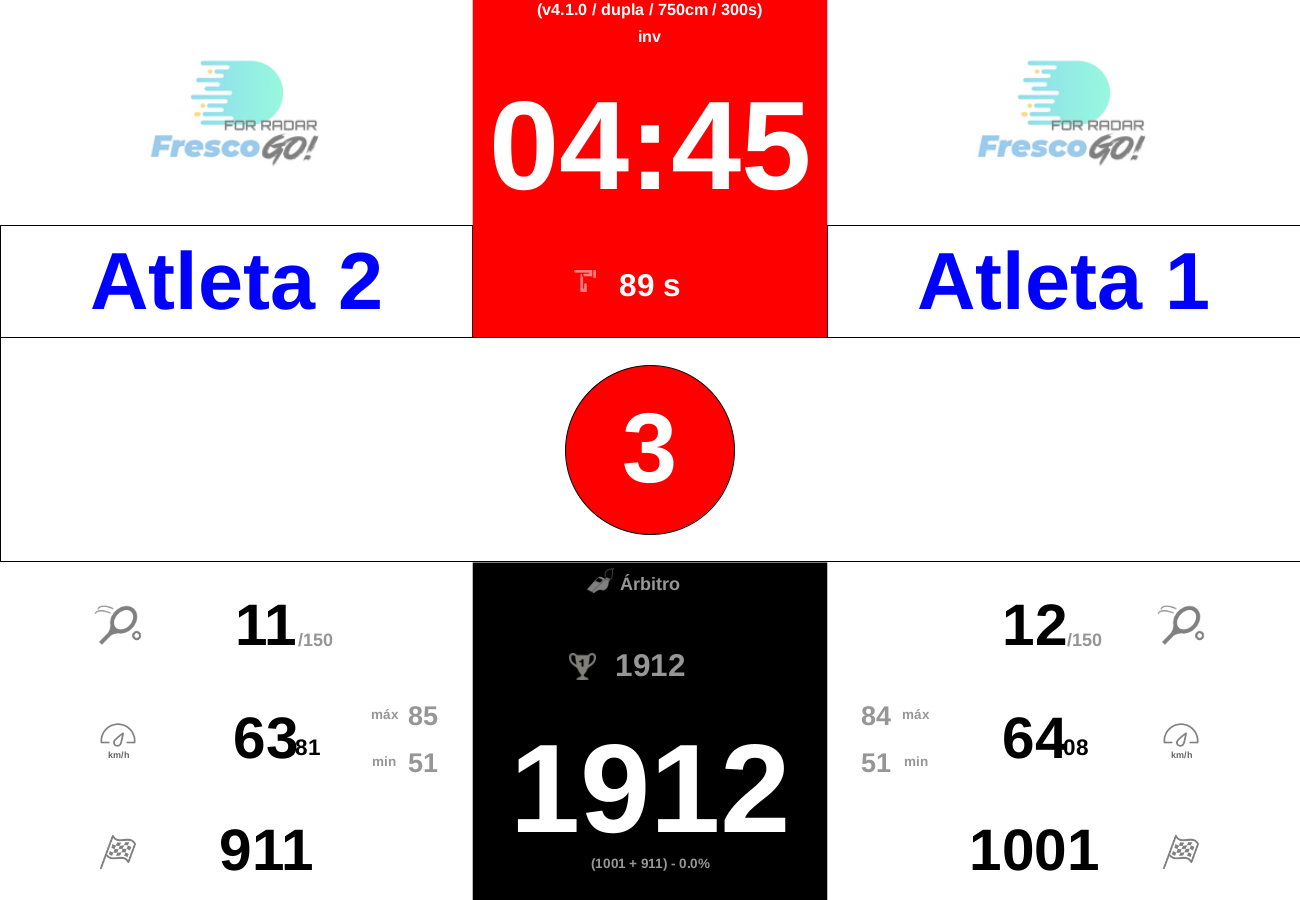 (v4.1.0 / dupla / 750cm / 300s)
inv
FOR RADAR
FrescoGO!
04:45
FOR RADAR
FrescoGO!
Atleta 2
89 s
Atleta 1
3
Árbitro
11/150
12/150
1912
63 81
máx 85
min 51
84 máx
51 min
64 08
km/h
km/h
1912
911
1001
(1001 + 911) - 0.0%